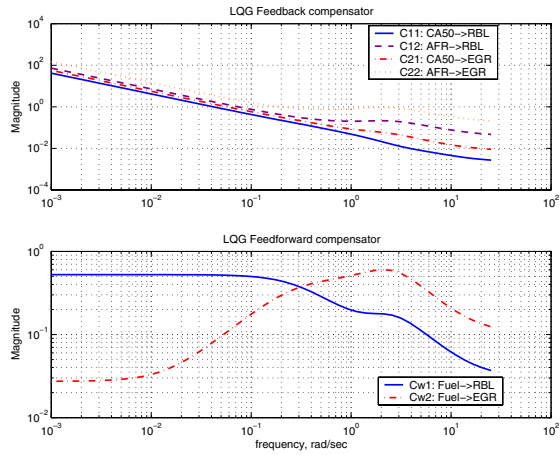 LQG Feedback compensator
C11: CA50->RBL
C12: AFR->RBL
C21: CA50->EGR
C22: AFR->EGR
Magnitude
10^4
10^2
10^0
10^-2
10^-4
10^-3
10^-2
10^-1
10^0
10^1
10^2
LQG Feedforward compensator
Magnitude
10^0
10^-1
10^-2
Cw1: Fuel->RBL
Cw2: Fuel->EGR
10^-3
10^-2
10^-1
10^0
10^1
10^2
frequency, rad/sec